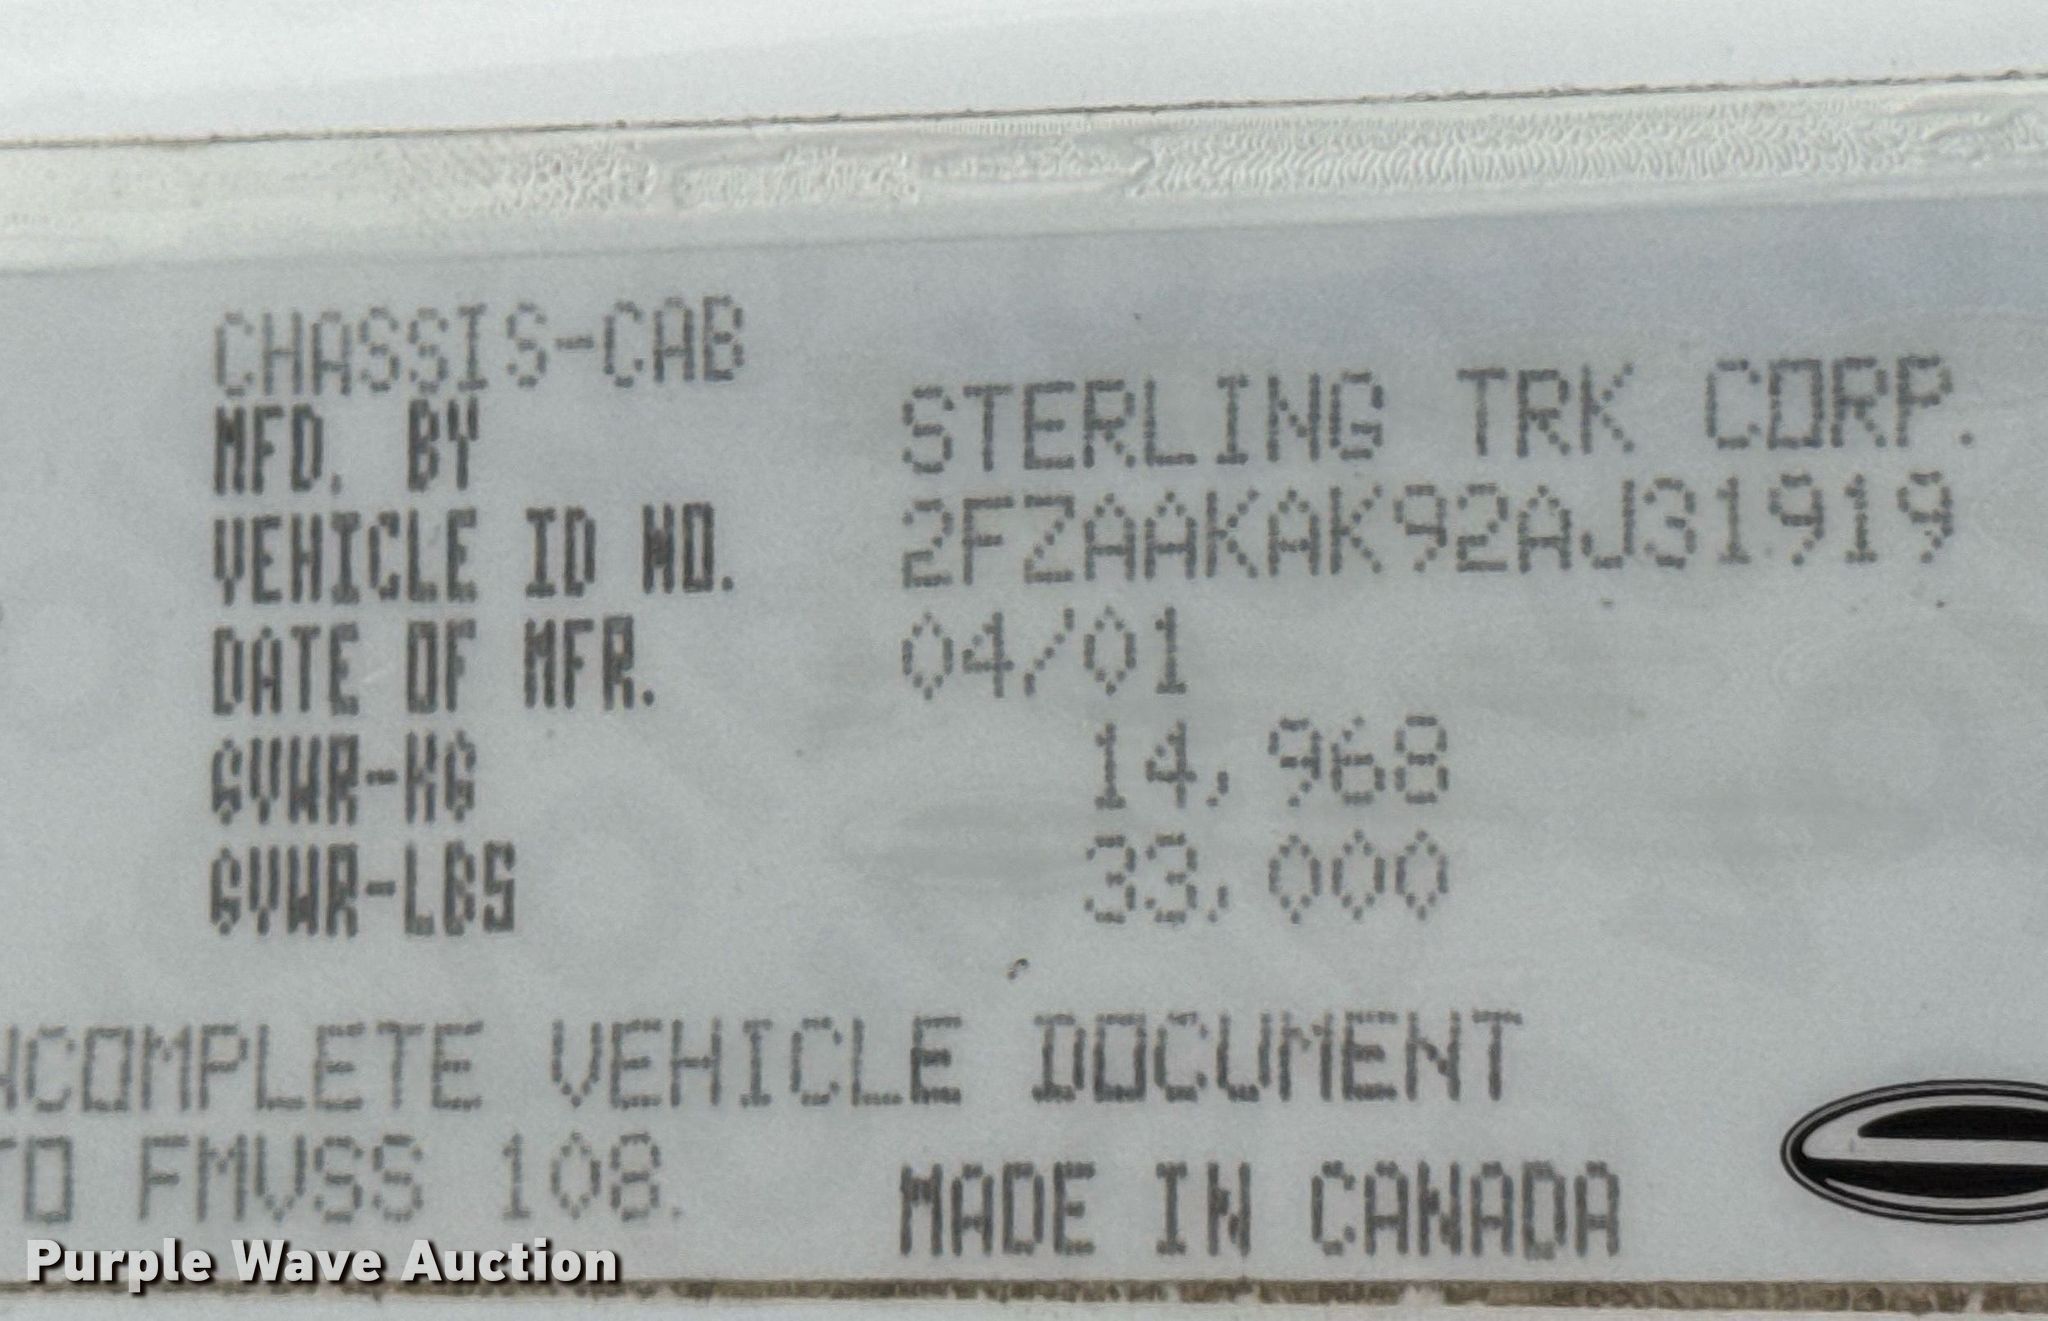 CHASSIS-CAB
MFD. BY STERLING TRK CORP.
VEHICLE ID NO. 2FZAAKAK92AJ31919
DATE OF MFR. 04/01
GVWR-KG 14,968
GVWR-LBS 33,000
NCOMPLETE VEHICLE DOCUMENT
TO FMVSS 108.
MADE IN CANADA
Purple Wave Auction